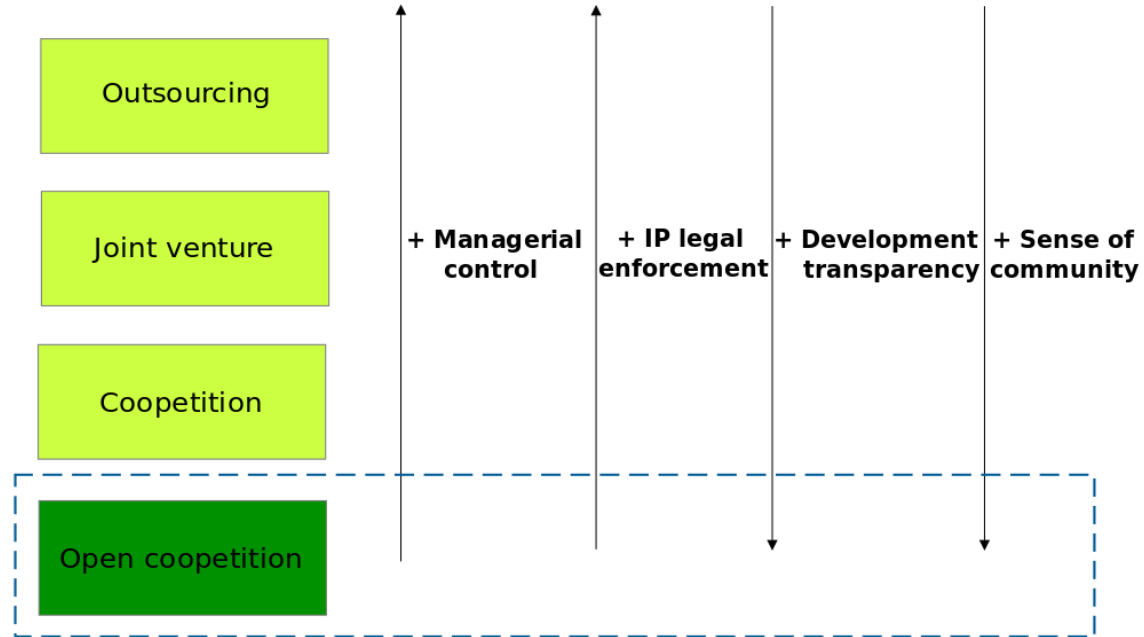 Outsourcing
Joint venture
Coopetition
Open coopetition
+ Managerial
control
+ IP legal
enforcement
+ Development
transparency
+ Sense of
community